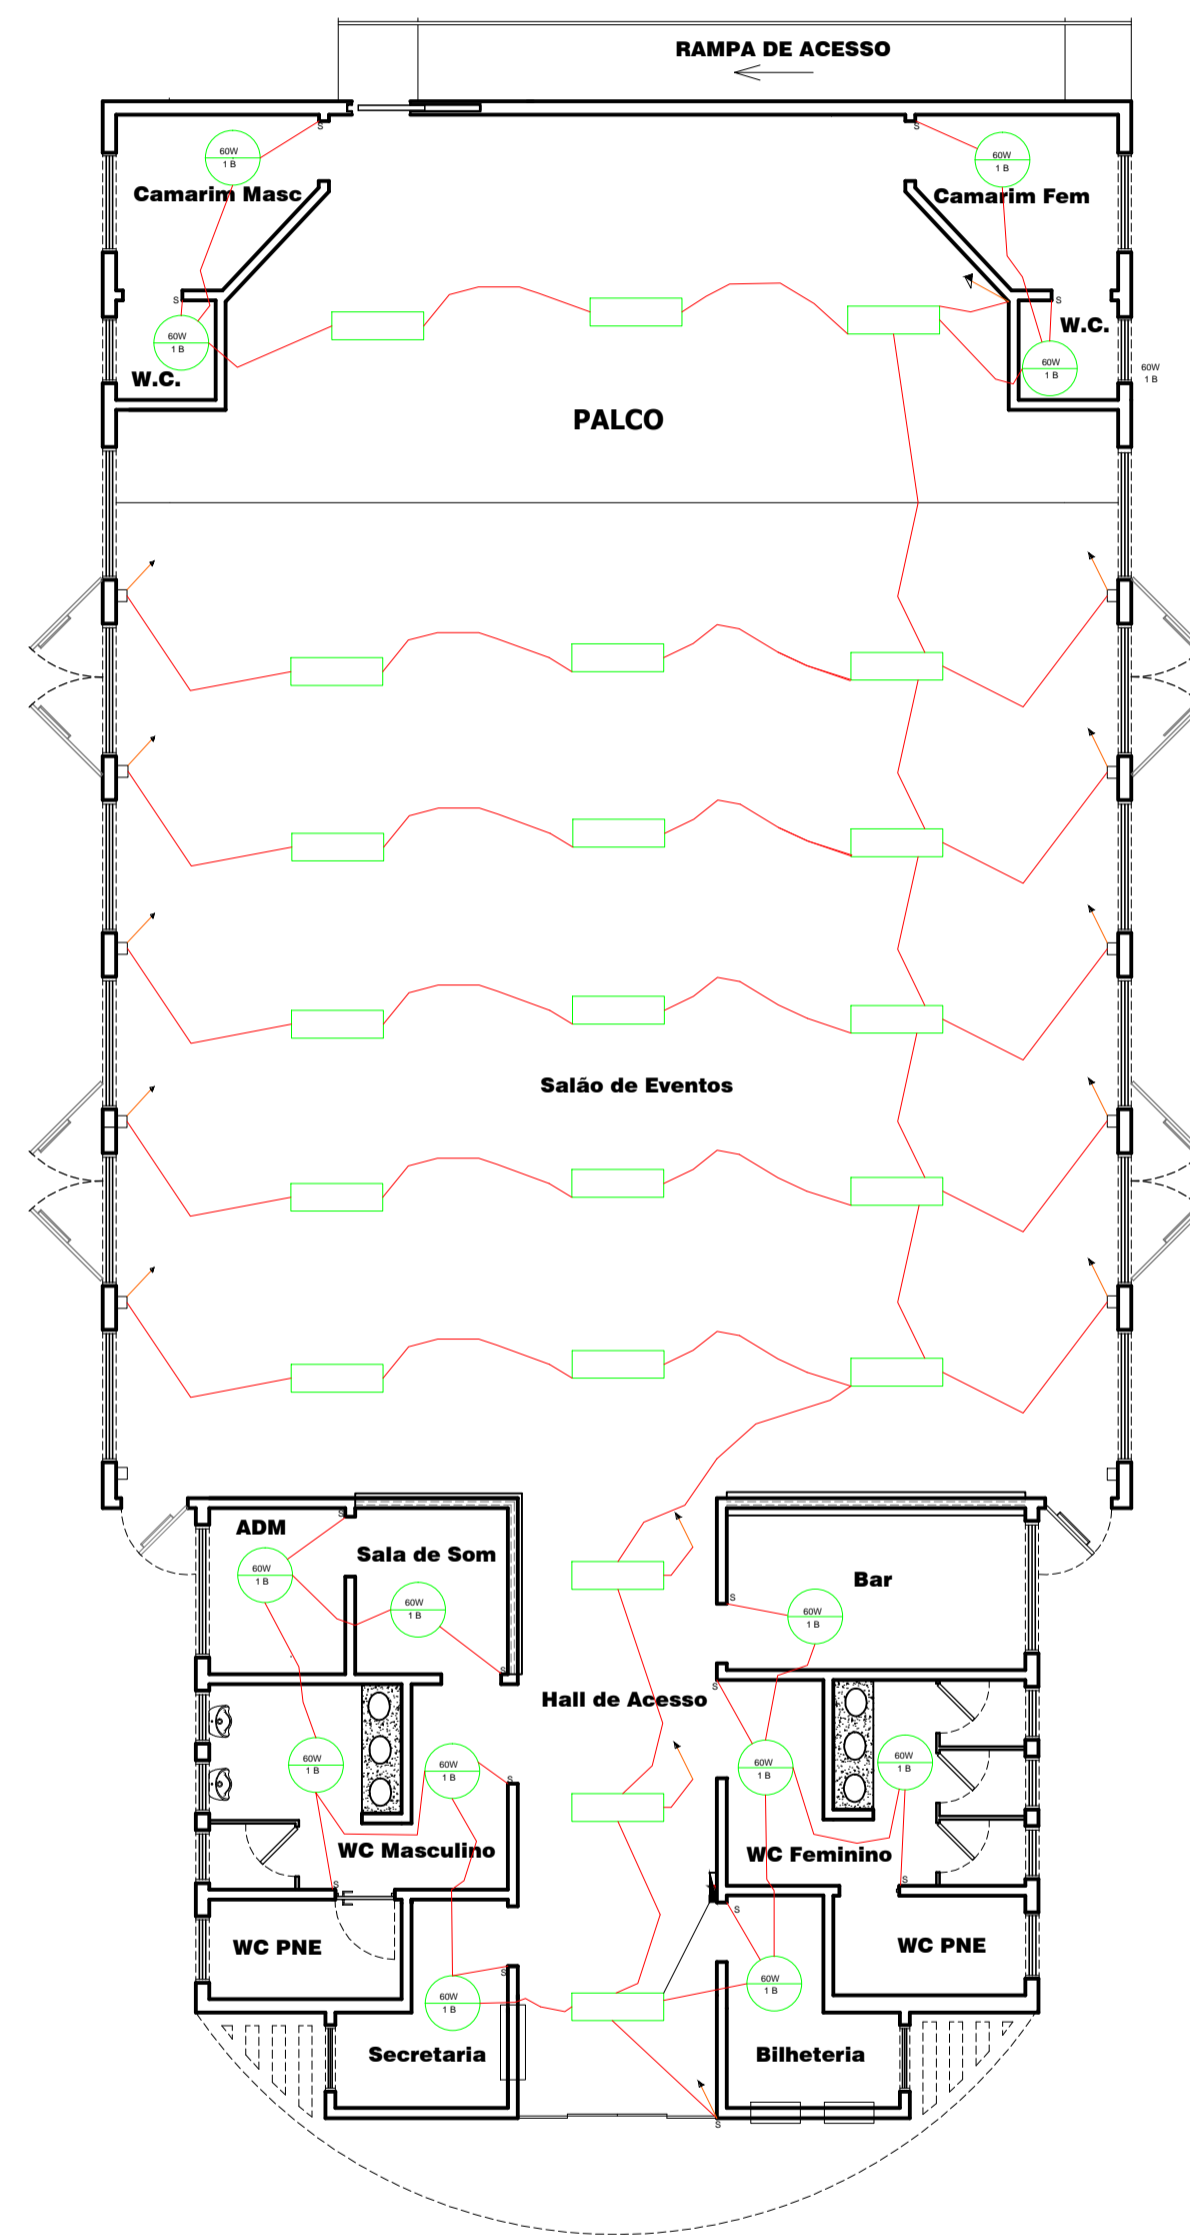 RAMPA DE ACESSO
S
S
60W
1 B
60W
1 B
Camarim Masc
Camarim Fem
S
S
W.C.
60W
1 B
60W
1 B
60W
1 B
W.C.
PALCO
Salão de Eventos
S
ADM
Sala de Som
60W
1 B
Bar
60W
1 B
S
60W
1 B
S
S
Hall de Acesso
60W
1 B
60W
1 B
S
60W
1 B
60W
1 B
WC Masculino
WC Feminino
S
S
S
WC PNE
WC PNE
S
60W
1 B
60W
1 B
Secretaria
Bilheteria
S